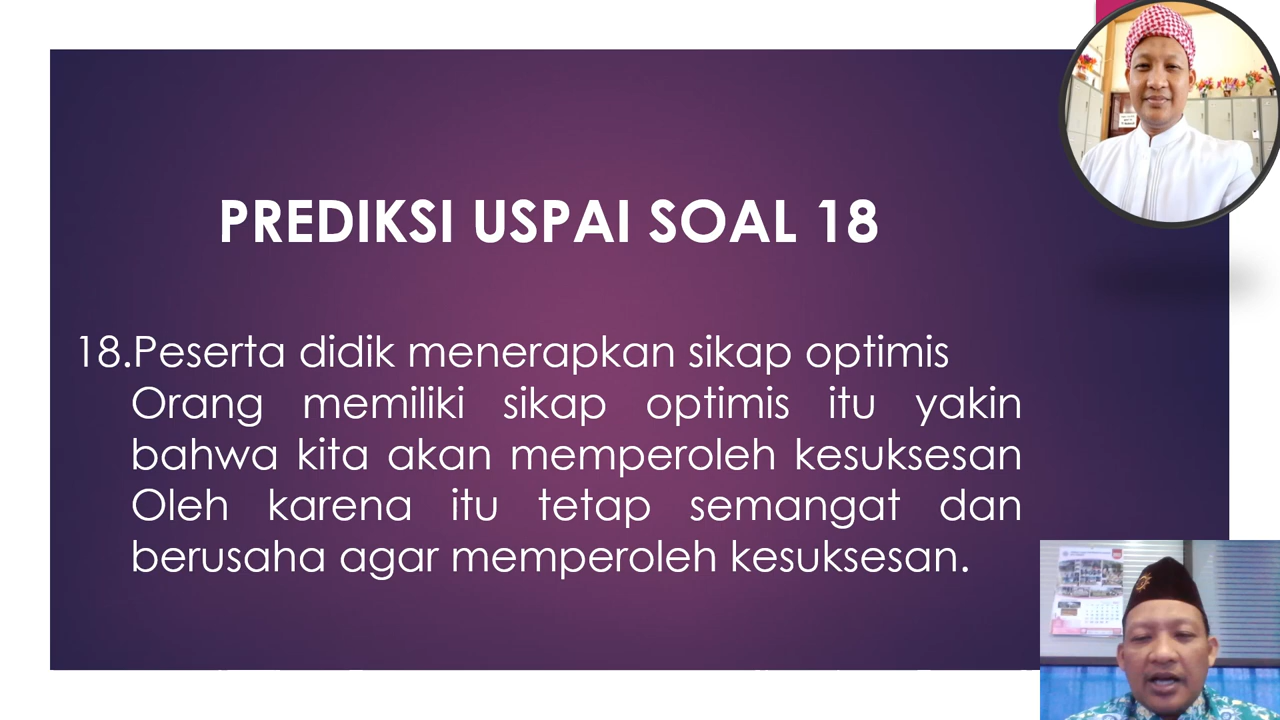 PREDIKSI USPAI SOAL 18
18.Peserta didik menerapkan sikap optimis
Orang memiliki sikap optimis itu yakin
bahwa kita akan memperoleh kesuksesan
Oleh karena itu tetap semangat dan
berusaha agar memperoleh kesuksesan.